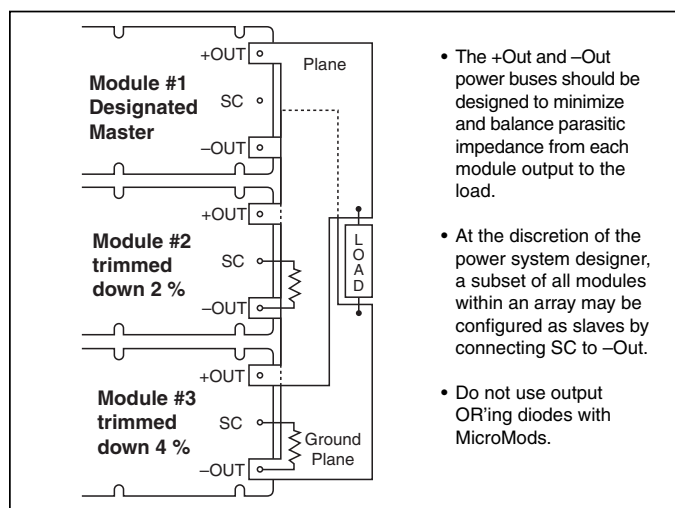 +OUT
Plane
Module #1
Designated
Master
SC
–OUT
+OUT
Module #2
trimmed
down 2 %
SC
–OUT
LOAD
+OUT
Module #3
trimmed
down 4 %
SC
Ground
Plane
–OUT
• The +Out and –Out
power buses should be
designed to minimize
and balance parasitic
impedance from each
module output to the
load.
• At the discretion of the
power system designer,
a subset of all modules
within an array may be
configured as slaves by
connecting SC to –Out.
• Do not use output
OR'ing diodes with
MicroMods.